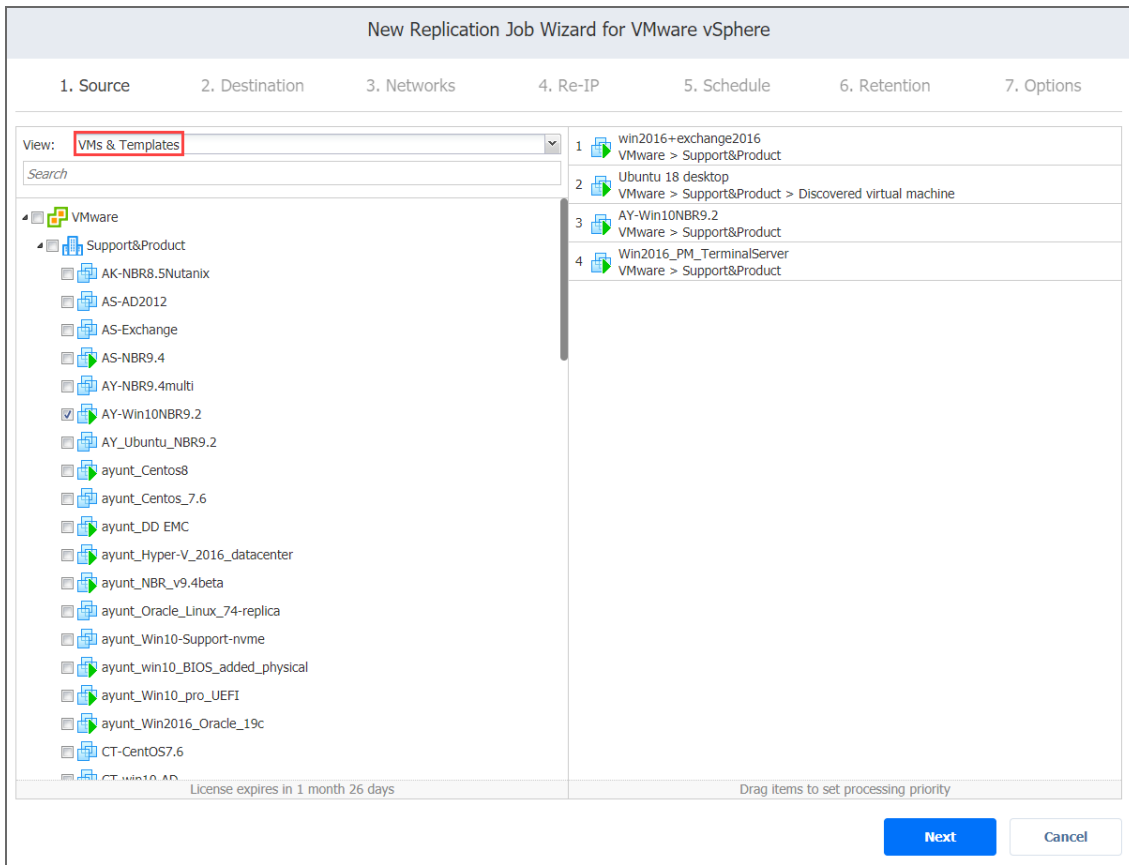 New Replication Job Wizard for VMware vSphere
1. Source
2. Destination
3. Networks
4. Re-IP
5. Schedule
6. Retention
7. Options
View: VMs & Templates
Search
VMware
Support&Product
AK-NBR8.5Nutanix
AS-AD2012
AS-Exchange
AS-NBR9.4
AY-NBR9.4multi
AY-Win10NBR9.2
AY_Ubuntu_NBR9.2
ayunt_Centos8
ayunt_Centos_7.6
ayunt_DD EMC
ayunt_Hyper-V_2016_datacenter
ayunt_NBR_v9.4beta
ayunt_Oracle_Linux_74-replica
ayunt_Win10-Support-nvme
ayunt_win10_BIOS_added_physical
ayunt_Win10_pro_UEFI
ayunt_Win2016_Oracle_19c
CT-CentOS7.6
CT-win10-AD
License expires in 1 month 26 days
1 win2016+exchange2016
VMware > Support&Product
2 Ubuntu 18 desktop
VMware > Support&Product > Discovered virtual machine
3 AY-Win10NBR9.2
VMware > Support&Product
4 Win2016_PM_TerminalServer
VMware > Support&Product
Drag items to set processing priority
Next
Cancel